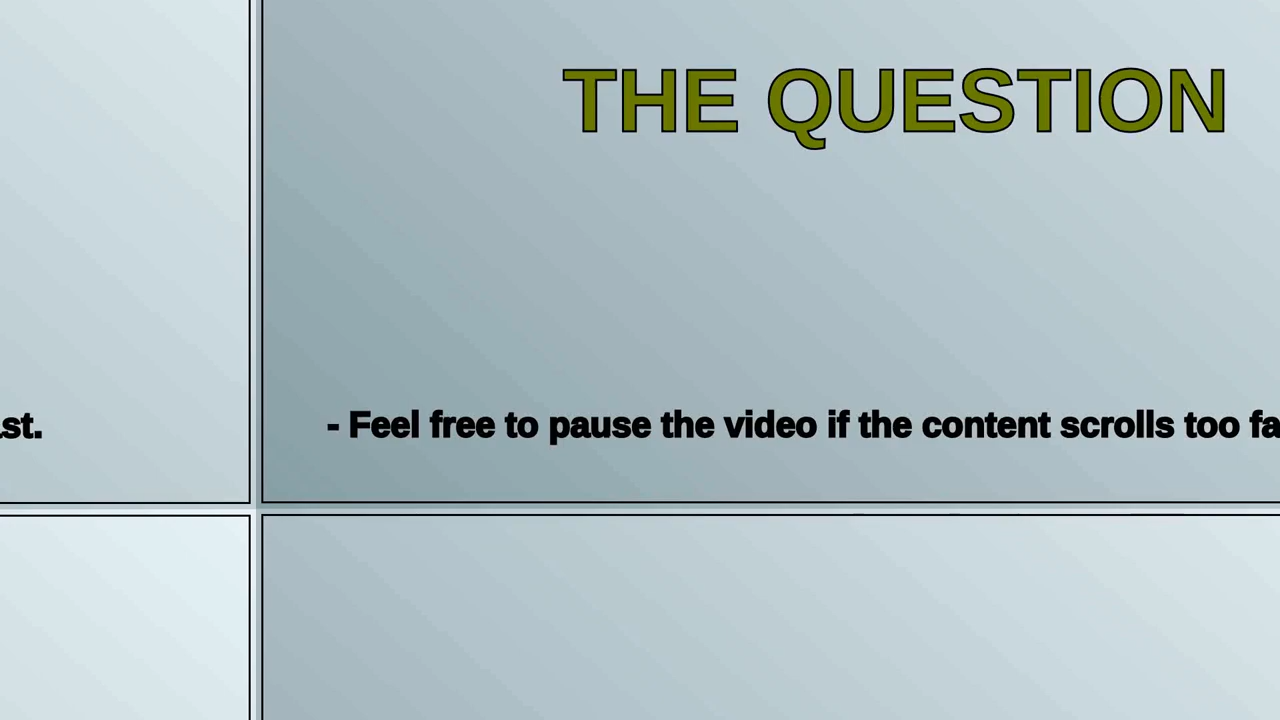 THE QUESTION
st.
- Feel free to pause the video if the content scrolls too fa